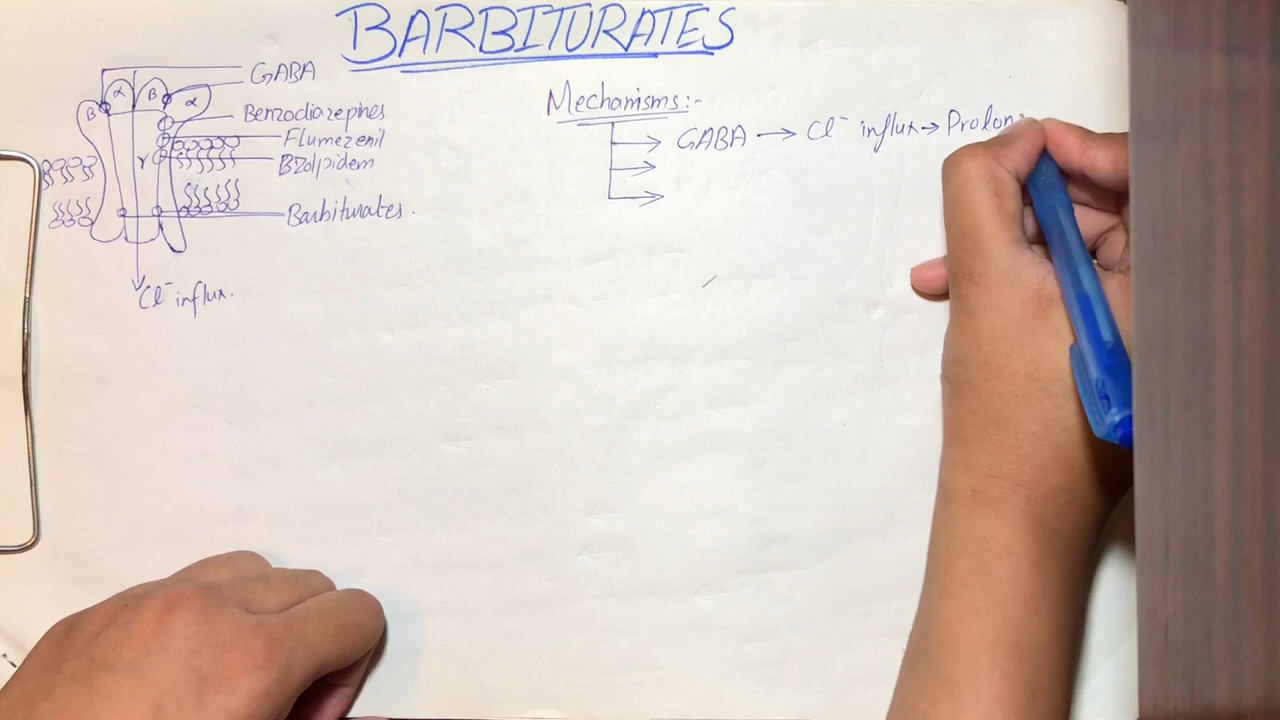 BARBITURATES
GABA
Benzodiazepines
Flumezenil
Bzolpidem
Barbiturates.
β α β α
γ
Cl⁻ influx.
Mechanisms:-
GABA → Cl⁻ influx → Prolon